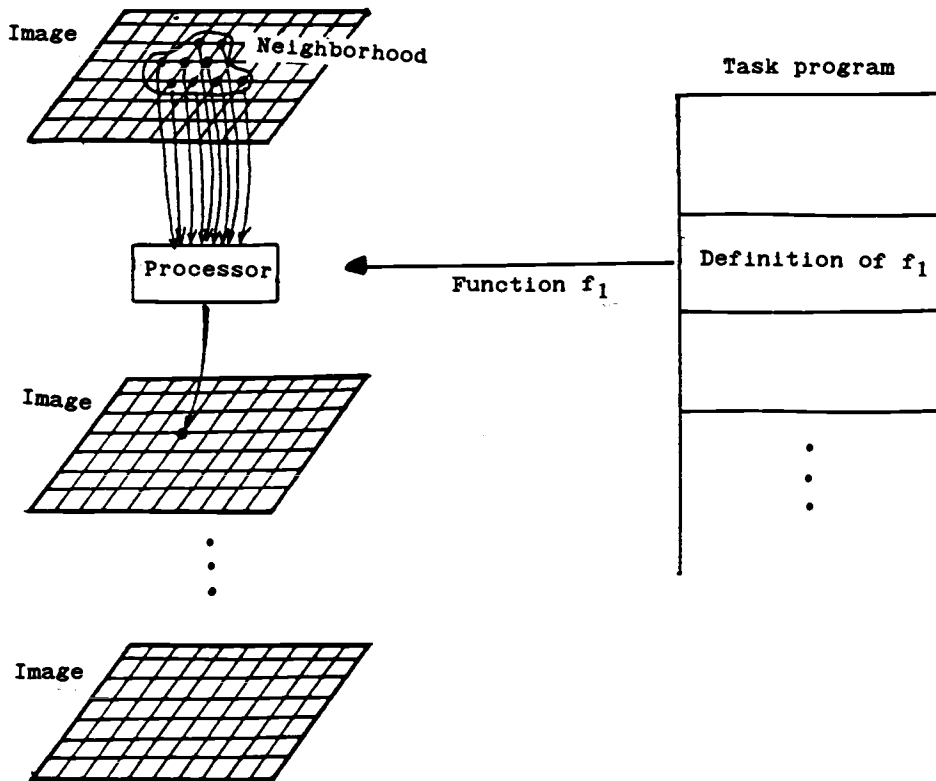 Image
Neighborhood
Task program
Processor
Function f1
Definition of f1
Image
Image